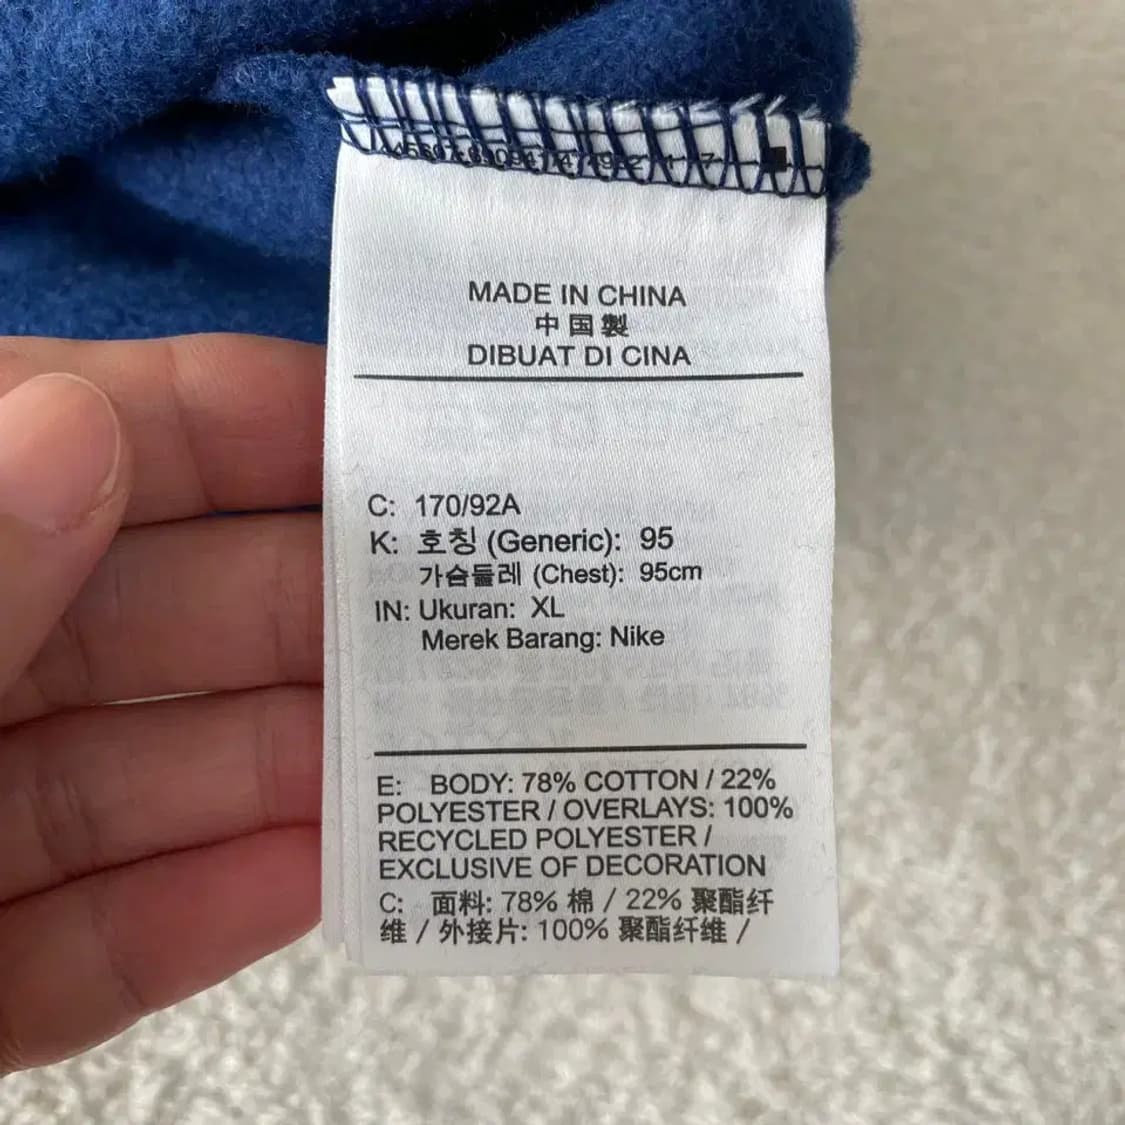 MADE IN CHINA
中国製
DIBUAT DI CINA
C: 170/92A
K: 호칭 (Generic): 95
가슴둘레 (Chest): 95cm
IN: Ukuran: XL
Merek Barang: Nike
E: BODY: 78% COTTON / 22%
POLYESTER / OVERLAYS: 100%
RECYCLED POLYESTER /
EXCLUSIVE OF DECORATION
C: 面料: 78% 棉 / 22% 聚酯纤
维 / 外接片: 100% 聚酯纤维 /